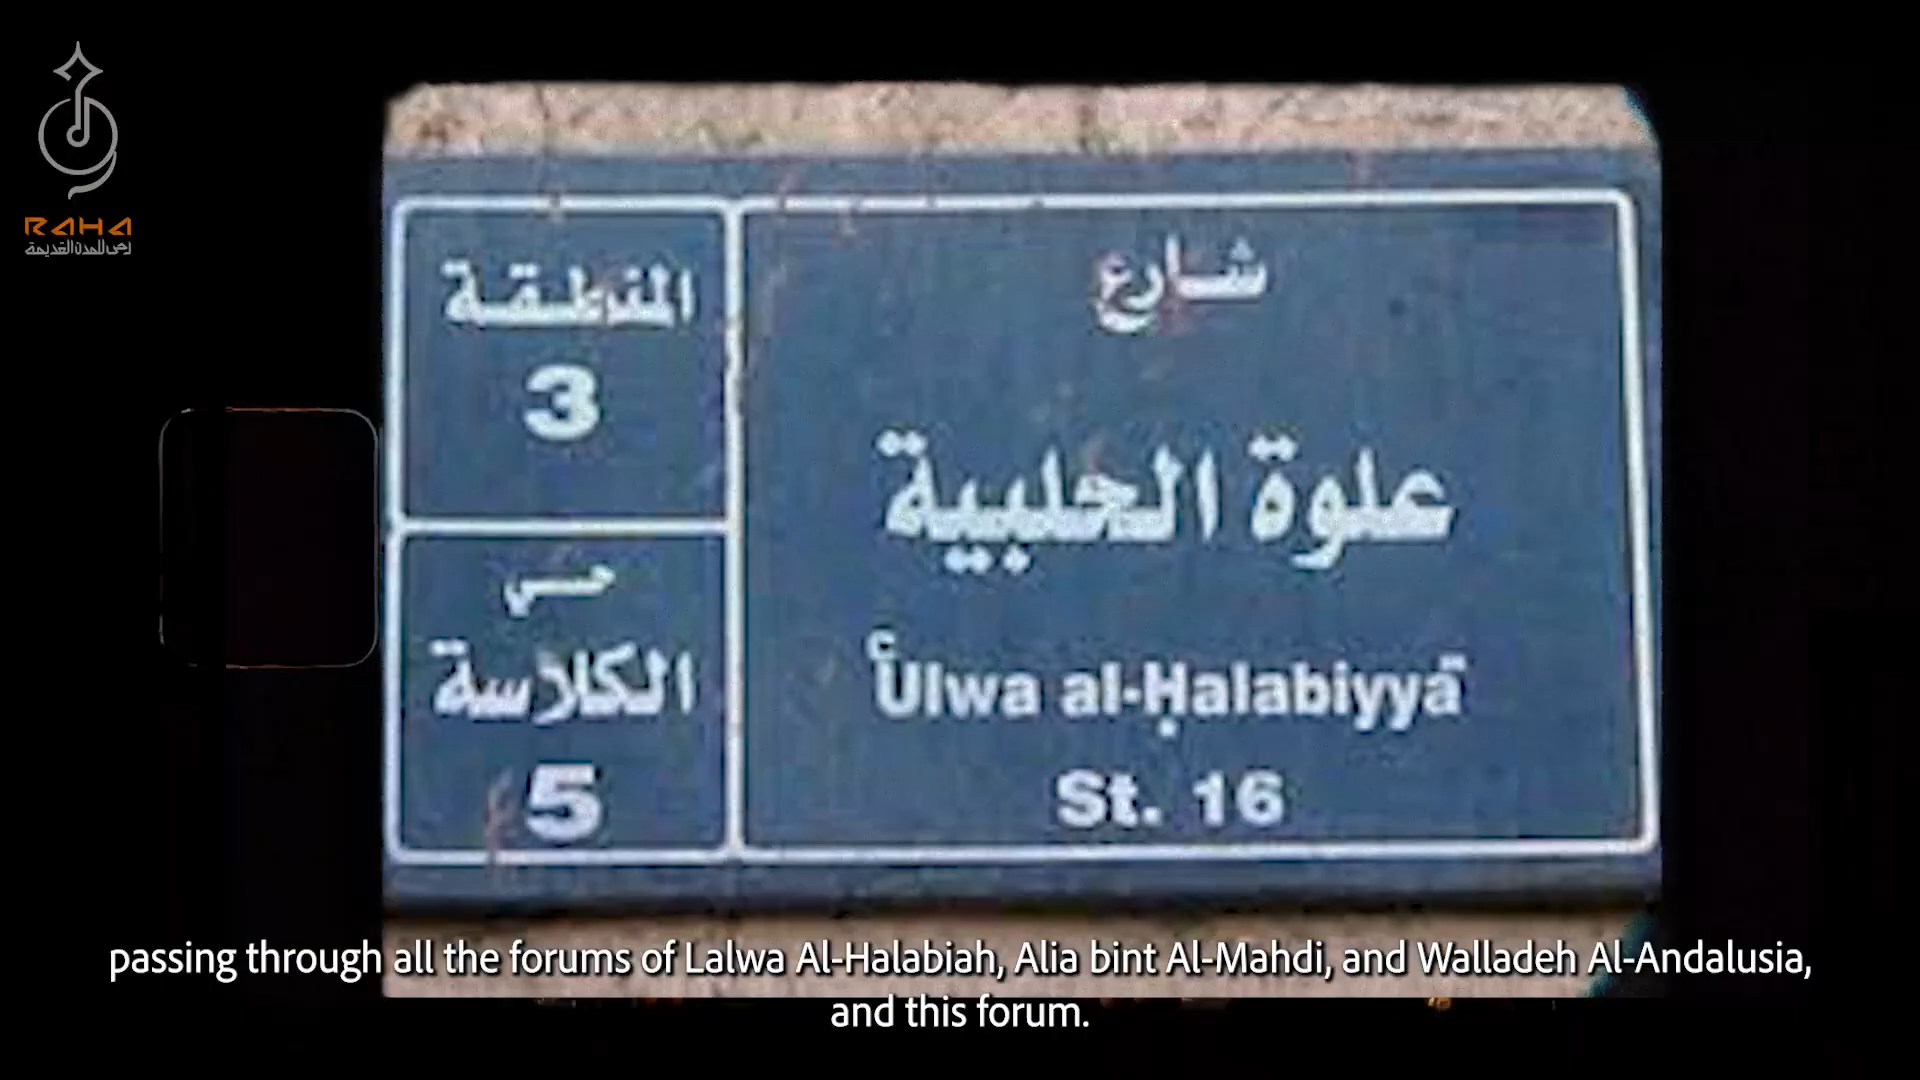 RAHA
شارع
علوة الحلبية
Ulwa al-Ḥalabiyyā
St. 16
المنطقة
3
حي
الكلاسة
5
passing through all the forums of Lalwa Al-Halabiah, Alia bint Al-Mahdi, and Walladeh Al-Andalusia,
and this forum.